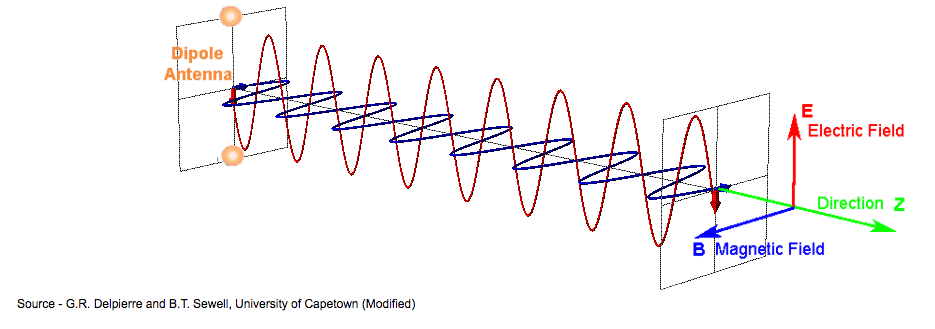 Dipole
Antenna
E
Electric Field
Direction Z
B Magnetic Field
Source - G.R. Delpierre and B.T. Sewell, University of Capetown (Modified)